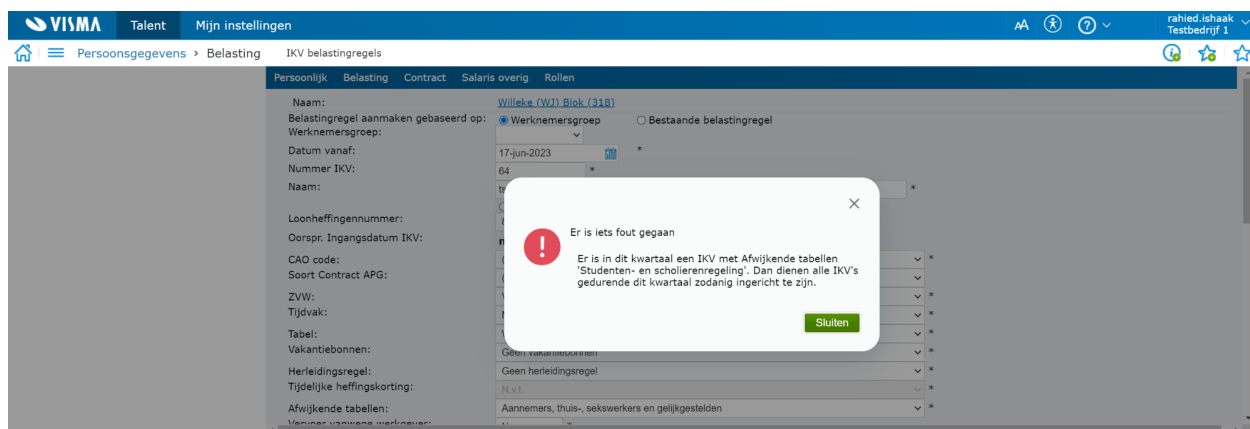 VISMA Talent Mijn instellingen AA rahied.ishaak
Testbedrijf 1
Persoonsgegevens › Belasting IKV belastingregels
Persoonlijk Belasting Contract Salaris overig Rollen
Naam: Willeke (WJ) Blok (318)
Belastingregel aanmaken gebaseerd op: Werknemersgroep Bestaande belastingregel
Werknemersgroep:
Datum vanaf: 17-jun-2023 *
Nummer IKV: 64 *
Naam: *
Loonheffingennummer:
Oorspr. Ingangsdatum IKV:
CAO code: *
Soort Contract APG:
ZVW: *
Tijdvak: *
Tabel: *
Vakantiebonnen: Geen vakantiebonnen *
Herleidingsregel: Geen herleidingsregel *
Tijdelijke heffingskorting: N.v.t. *
Afwijkende tabellen: Aannemers, thuis-, sekswerkers en gelijkgestelden *
Vervoer vanwege werkgever:
Er is iets fout gegaan
Er is in dit kwartaal een IKV met Afwijkende tabellen
'Studenten- en scholierenregeling'. Dan dienen alle IKV's
gedurende dit kwartaal zodanig ingericht te zijn.
Sluiten